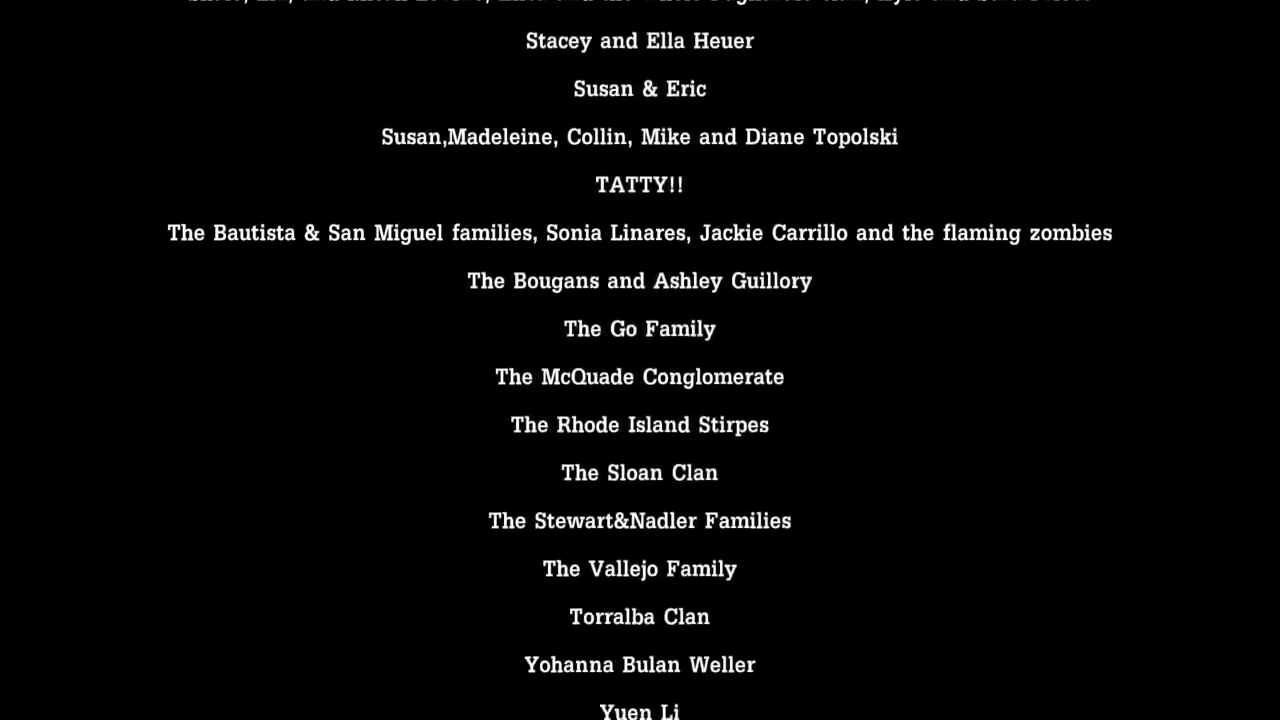 Stacey and Ella Heuer
Susan & Eric
Susan,Madeleine, Collin, Mike and Diane Topolski
TATTY!!
The Bautista & San Miguel families, Sonia Linares, Jackie Carrillo and the flaming zombies
The Bougans and Ashley Guillory
The Go Family
The McQuade Conglomerate
The Rhode Island Stirpes
The Sloan Clan
The Stewart&Nadler Families
The Vallejo Family
Torralba Clan
Yohanna Bulan Weller
Yuen Li